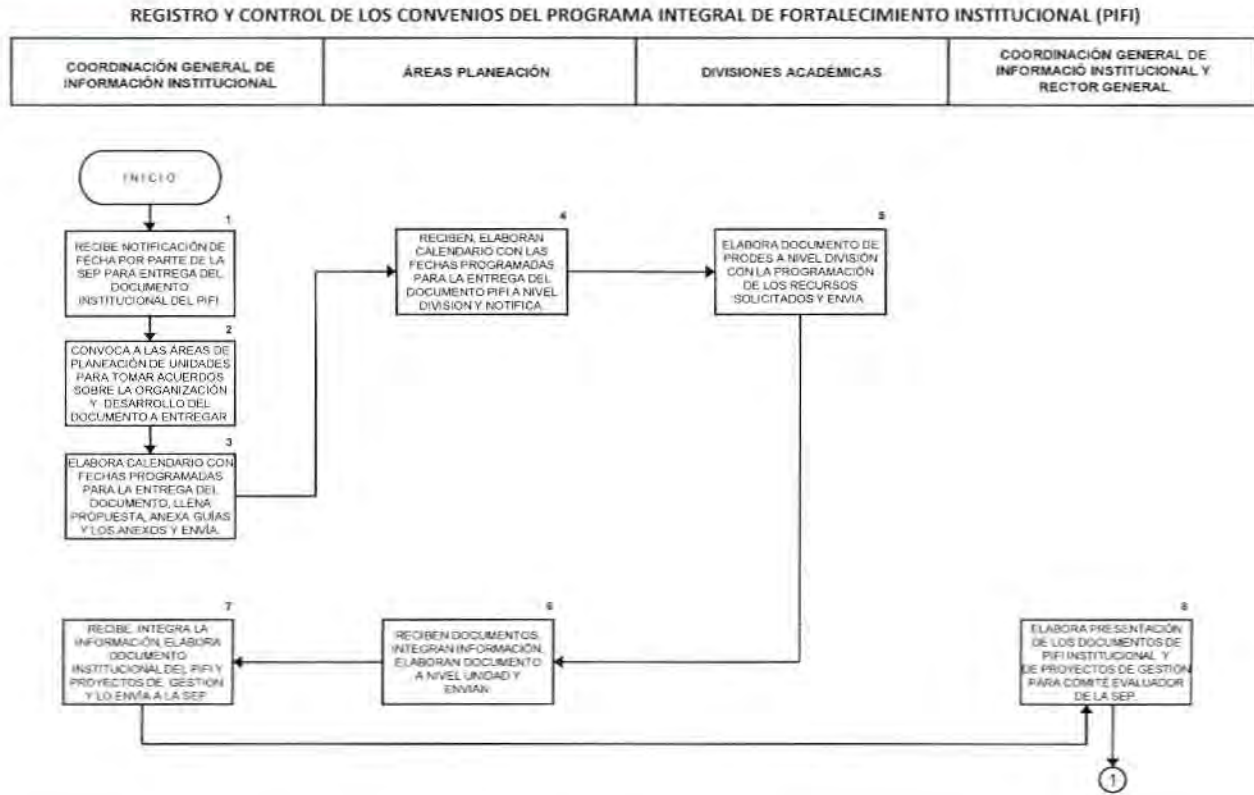 REGISTRO Y CONTROL DE LOS CONVENIOS DEL PROGRAMA INTEGRAL DE FORTALECIMIENTO INSTITUCIONAL (PIFI)
COORDINACIÓN GENERAL DE
INFORMACIÓN INSTITUCIONAL
ÁREAS PLANEACIÓN
DIVISIONES ACADÉMICAS
COORDINACIÓN GENERAL DE
INFORMACIÓ INSTITUCIONAL Y
RECTOR GENERAL
INICIO
1
RECIBE NOTIFICACIÓN DE
FECHA POR PARTE DE LA
SEP PARA ENTREGA DEL
DOCUMENTO
INSTITUCIONAL DEL PIFI
2
CONVOCA A LAS ÁREAS DE
PLANEACIÓN DE UNIDADES
PARA TOMAR ACUERDOS
SOBRE LA ORGANIZACIÓN
Y DESARROLLO DEL
DOCUMENTO A ENTREGAR
3
ELABORA CALENDARIO CON
FECHAS PROGRAMADAS
PARA LA ENTREGA DEL
DOCUMENTO, LLENA
PROPUESTA, ANEXA GUÍAS
Y LOS ANEXOS Y ENVÍA.
4
RECIBEN, ELABORAN
CALENDARIO CON LAS
FECHAS PROGRAMADAS
PARA LA ENTREGA DEL
DOCUMENTO PIFI A NIVEL
DIVISION Y NOTIFICA.
5
ELABORA DOCUMENTO DE
PRODES A NIVEL DIVISIÓN
CON LA PROGRAMACIÓN
DE LOS RECURSOS
SOLICITADOS Y ENVIA
6
RECIBEN DOCUMENTOS,
INTEGRAN INFORMACIÓN,
ELABORAN DOCUMENTO
A NIVEL UNIDAD Y
ENVIAN.
7
RECIBE, INTEGRA LA
INFORMACIÓN, ELABORA
DOCUMENTO
INSTITUCIONAL DEL PIFI Y
PROYECTOS DE GESTION
Y LO ENVÍA A LA SEP
8
ELABORA PRESENTACIÓN
DE LOS DOCUMENTOS DE
PIFI INSTITUCIONAL Y
DE PROYECTOS DE GESTION
PARA COMITÉ EVALUADOR
DE LA SEP.
1